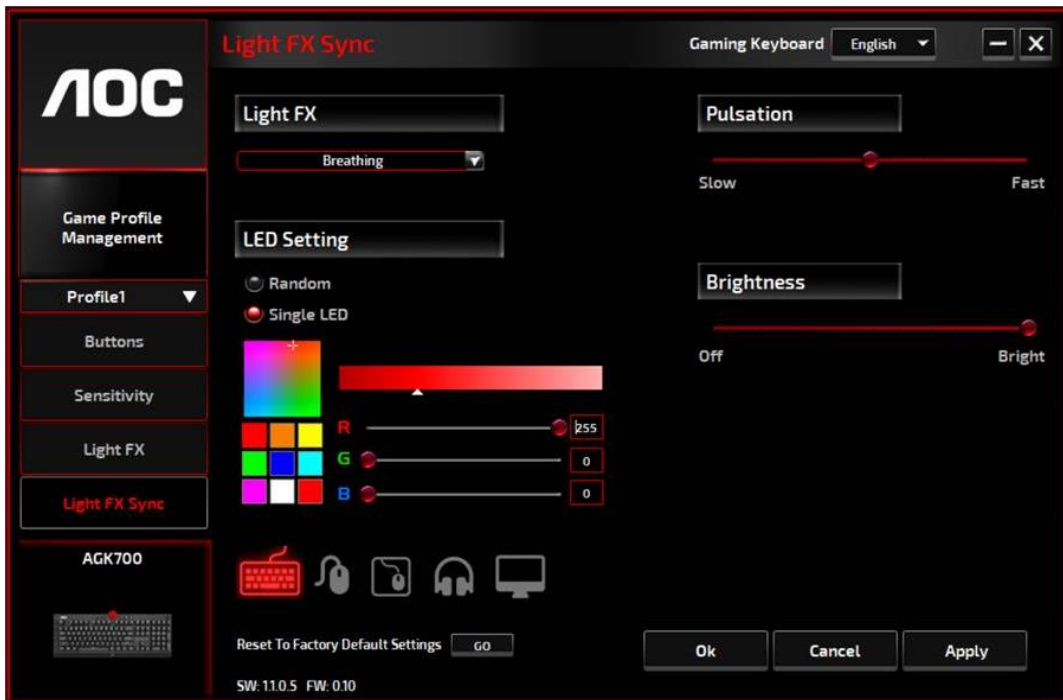 AOC
Game Profile
Management
Profile1
Buttons
Sensitivity
Light FX
Light FX Sync
AGK700
Light FX Sync
Gaming Keyboard English
Light FX
Breathing
LED Setting
Random
Single LED
R 255
G 0
B 0
Reset To Factory Default Settings GO
SW: 1.1.0.5 FW: 0.10
Pulsation
Slow Fast
Brightness
Off Bright
Ok Cancel Apply